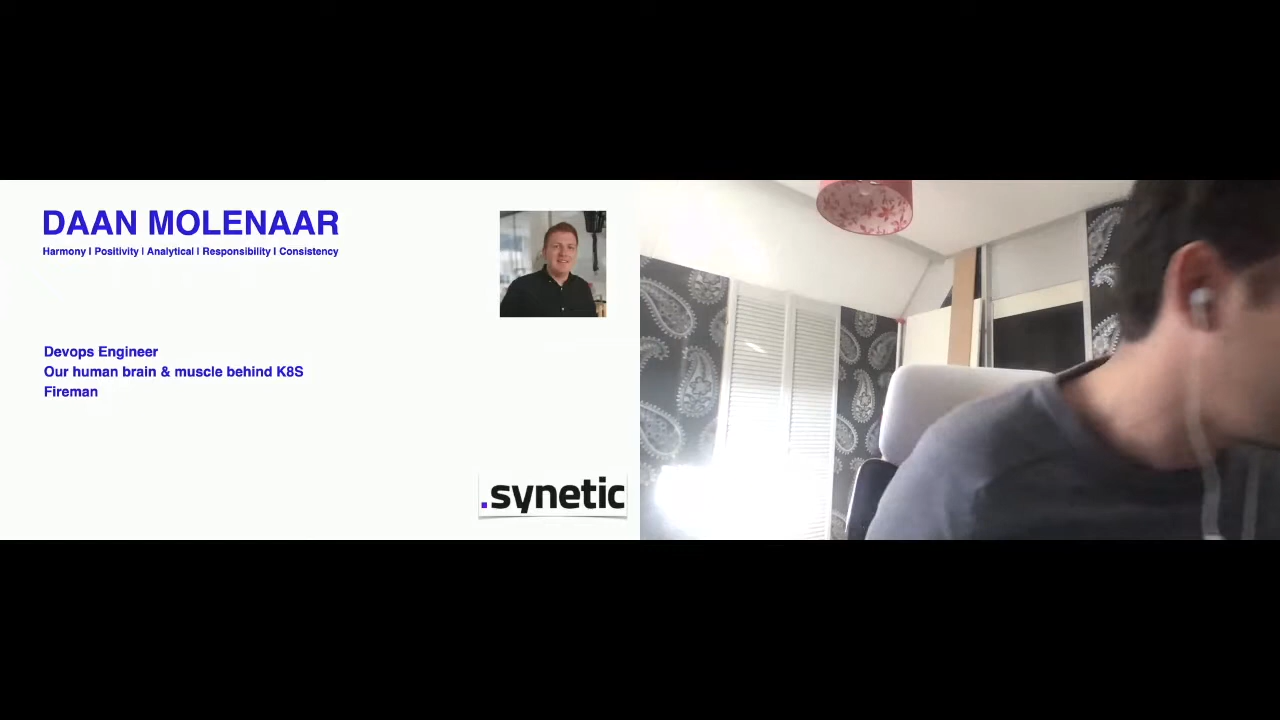 DAAN MOLENAAR
Harmony I Positivity I Analytical I Responsibility I Consistency
Devops Engineer
Our human brain & muscle behind K8S
Fireman
.synetic